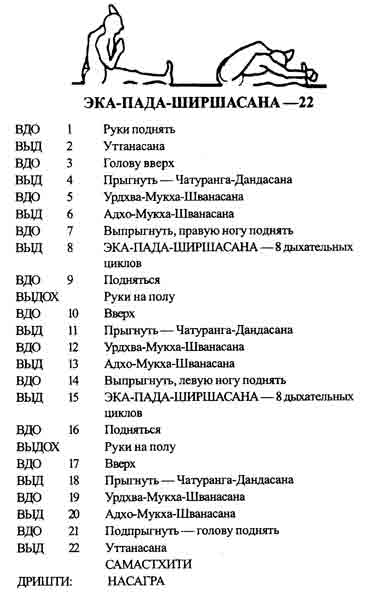 ЭКА-ПАДА-ШИРШАСАНА —22
ВДО 1 Руки поднять
ВЫД 2 Уттанасана
ВДО 3 Голову вверх
ВЫД 4 Прыгнуть — Чатуранга-Дандасана
ВДО 5 Урдхва-Мукха-Шванасана
ВЫД 6 Адхо-Мукха-Шванасана
ВДО 7 Выпрыгнуть, правую ногу поднять
ВЫД 8 ЭКА-ПАДА-ШИРШАСАНА — 8 дыхательных
циклов
ВДО 9 Подняться
ВЫДОХ Руки на полу
ВДО 10 Вверх
ВЫД 11 Прыгнуть — Чатуранга-Дандасана
ВДО 12 Урдхва-Мукха-Шванасана
ВЫД 13 Адхо-Мукха-Шванасана
ВДО 14 Выпрыгнуть, левую ногу поднять
ВЫД 15 ЭКА-ПАДА-ШИРШАСАНА — 8 дыхательных
циклов
ВДО 16 Подняться
ВЫДОХ Руки на полу
ВДО 17 Вверх
ВЫД 18 Прыгнуть — Чатуранга-Дандасана
ВДО 19 Урдхва-Мукха-Шванасана
ВЫД 20 Адхо-Мукха-Шванасана
ВДО 21 Подпрыгнуть — голову поднять
ВЫД 22 Уттанасана
САМАСТХИТИ
ДРИШТИ: НАСАГРА